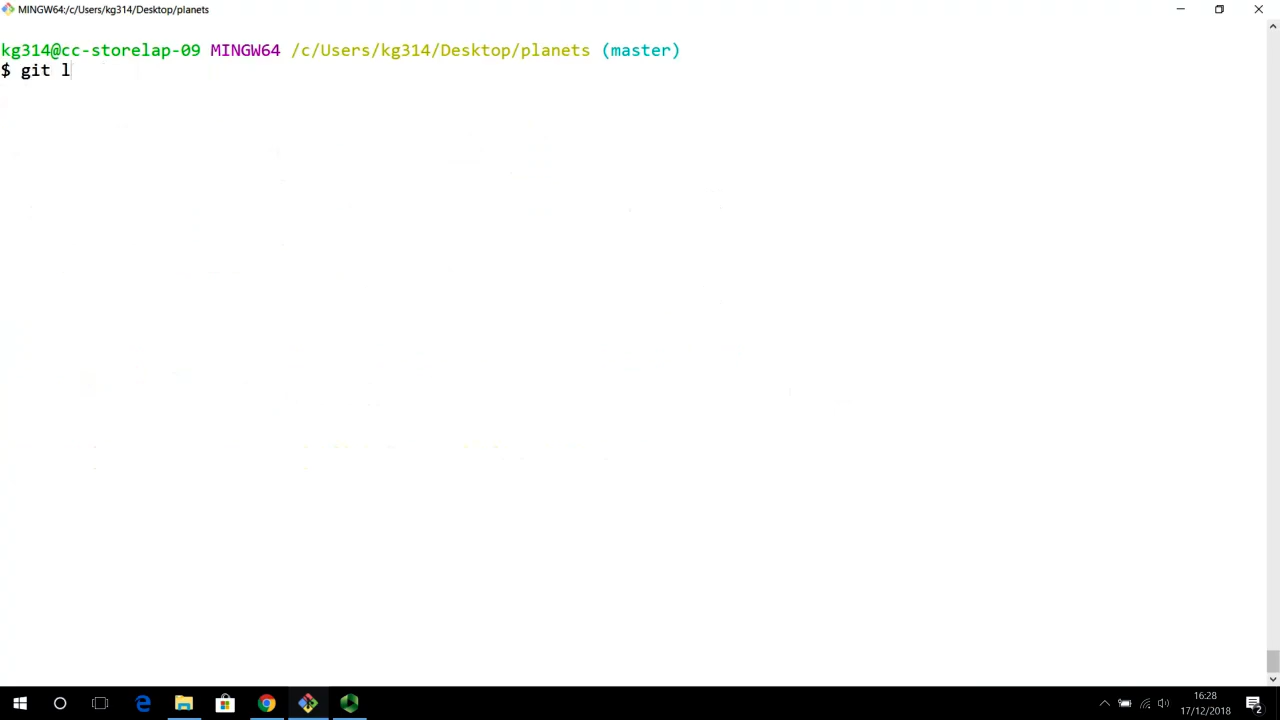 MINGW64:/c/Users/kg314/Desktop/planets
kg314@cc-storelap-09 MINGW64 /c/Users/kg314/Desktop/planets (master)
$ git l
16:28
17/12/2018
2